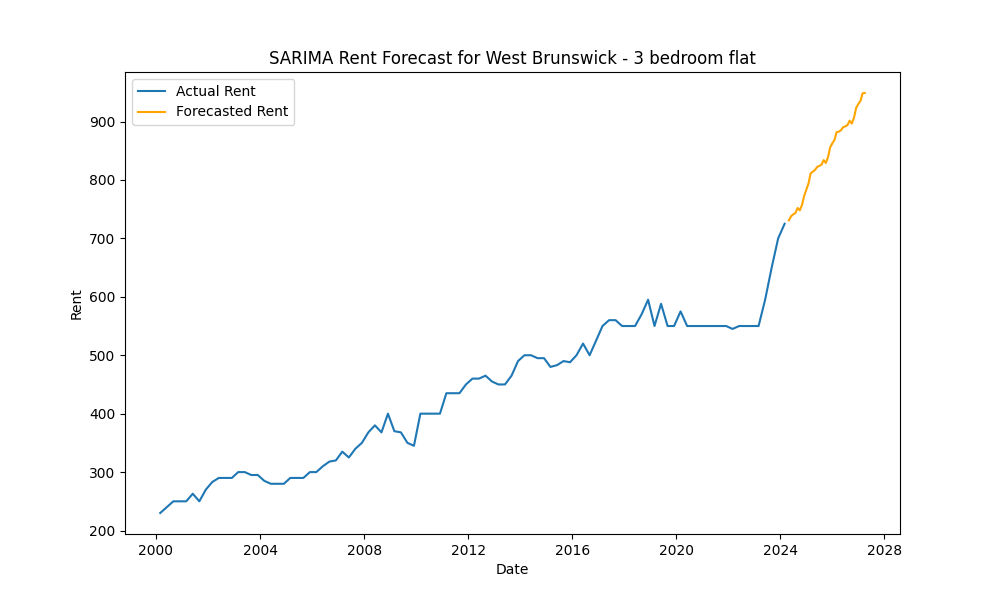 SARIMA Rent Forecast for West Brunswick - 3 bedroom flat
Actual Rent
Forecasted Rent
900
800
700
600
500
400
300
200
Rent
2000 2004 2008 2012 2016 2020 2024 2028
Date